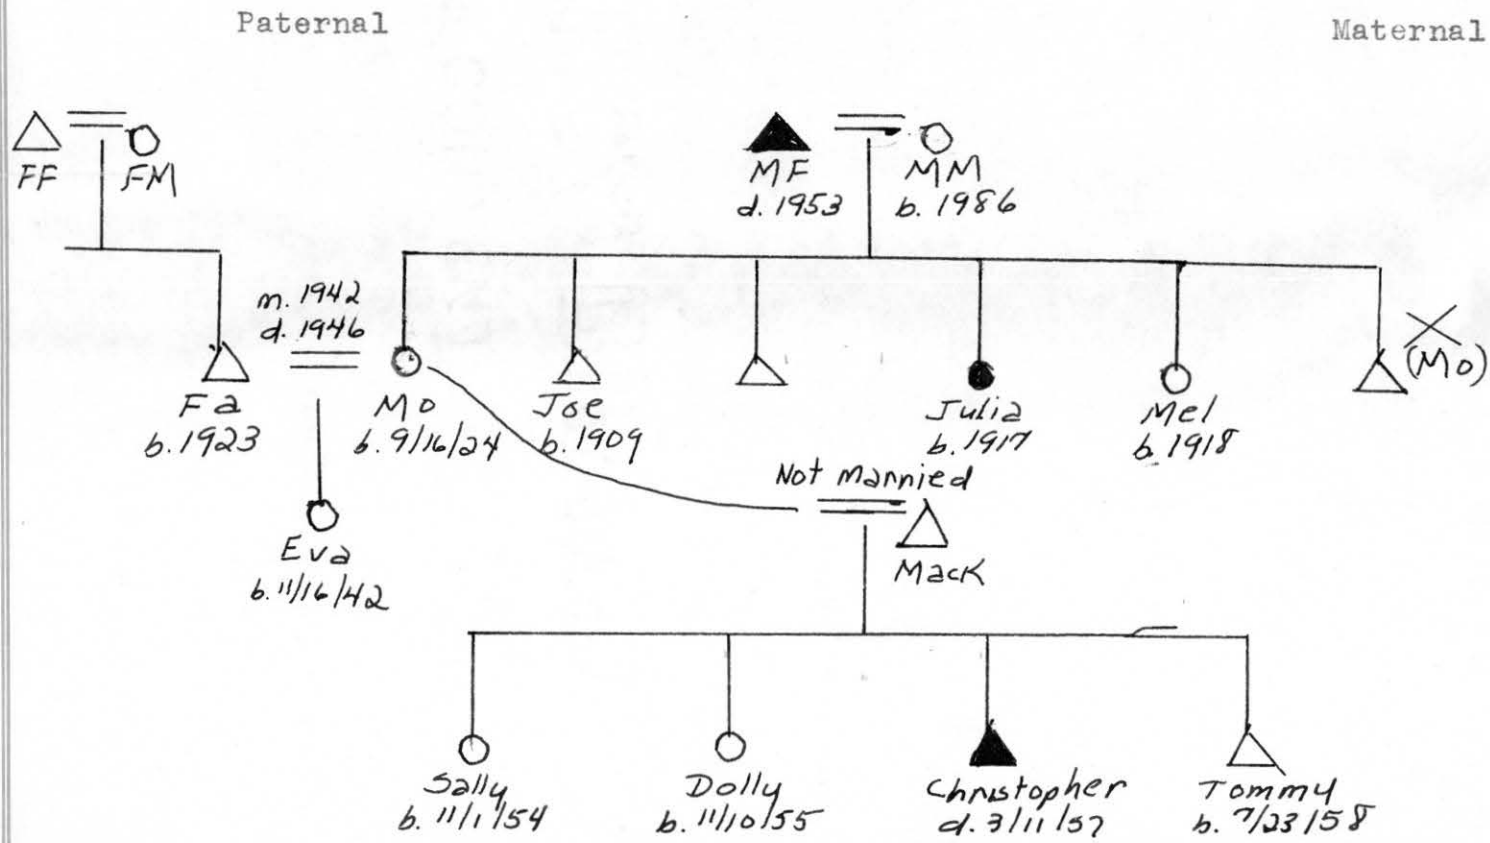 Paternal
Maternal
FF
FM
MF
d. 1953
MM
b. 1986
m. 1942
d. 1946
Fa
b. 1923
Mo
b. 9/16/24
Joe
b. 1909
Julia
b. 1917
Mel
b. 1918
(Mo)
Not married
Mack
Eva
b. 11/16/42
Sally
b. 11/1/54
Dolly
b. 11/10/55
Christopher
d. 3/11/57
Tommy
b. 7/23/58